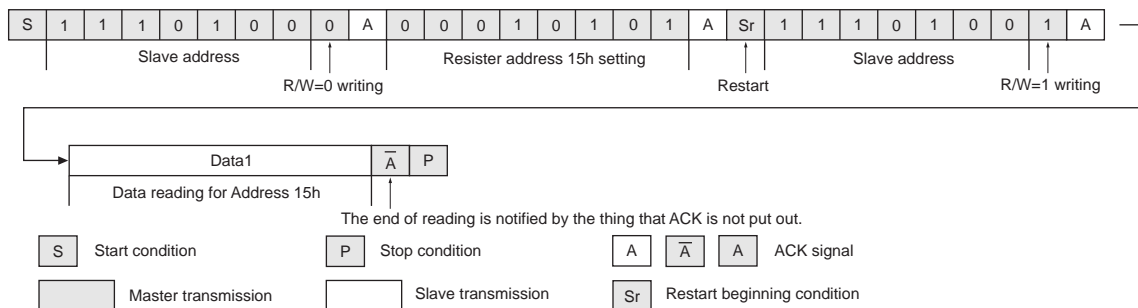 S 1 1 1 0 1 0 0 0 A 0 0 0 1 0 1 0 1 A Sr 1 1 1 0 1 0 0 1 A
Slave address Resister address 15h setting Slave address
R/W=0 writing Restart R/W=1 writing
Data1 A P
Data reading for Address 15h
The end of reading is notified by the thing that ACK is not put out.
S Start condition P Stop condition A A A ACK signal
Master transmission Slave transmission Sr Restart beginning condition